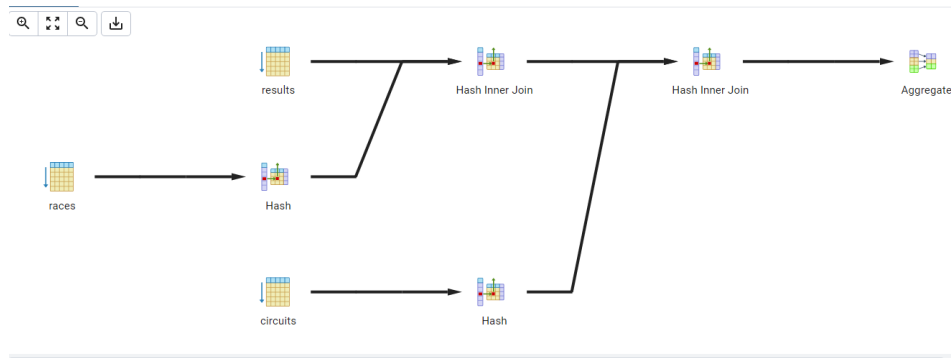 results
Hash Inner Join
Hash Inner Join
Aggregate
races
Hash
circuits
Hash